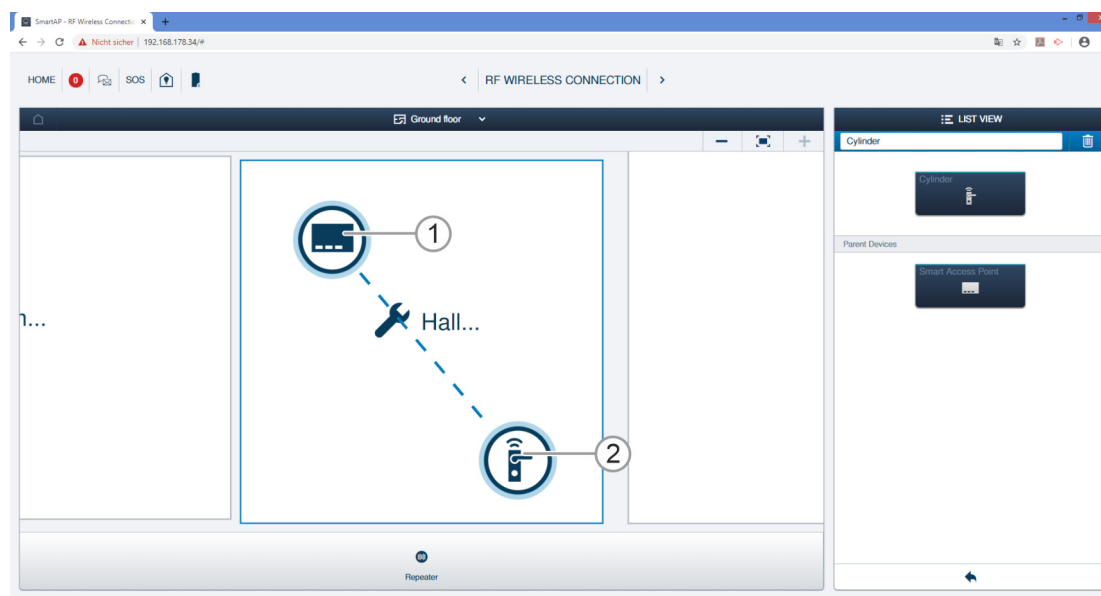 SmartAP - RF Wireless Connectio
Nicht sicher | 192.168.178.34/#
HOME 0 SOS < RF WIRELESS CONNECTION >
Ground floor
LIST VIEW
Cylinder
Cylinder
1
Parent Devices
Smart Access Point
Hall...
2
Repeater